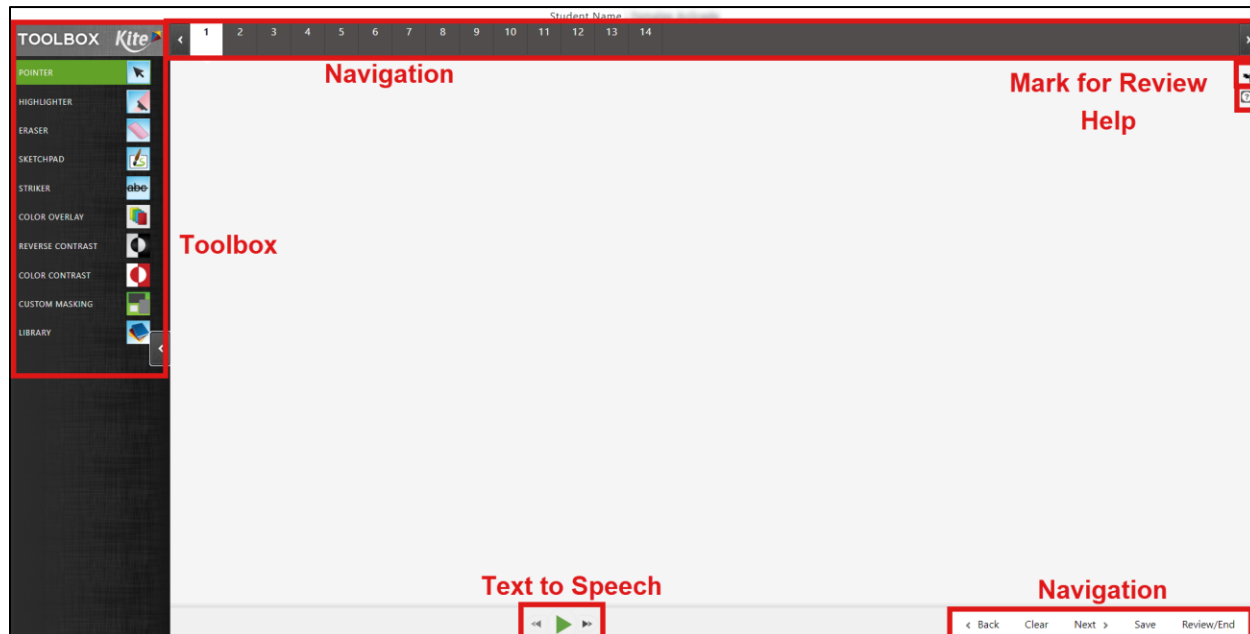 Student Name
TOOLBOX Kite
1 2 3 4 5 6 7 8 9 10 11 12 13 14
POINTER
Navigation
Mark for Review
HIGHLIGHTER
Help
ERASER
SKETCHPAD
STRIKER abc
COLOR OVERLAY
REVERSE CONTRAST
Toolbox
COLOR CONTRAST
CUSTOM MASKING
LIBRARY
Text to Speech
Navigation
< Back Clear Next > Save Review/End